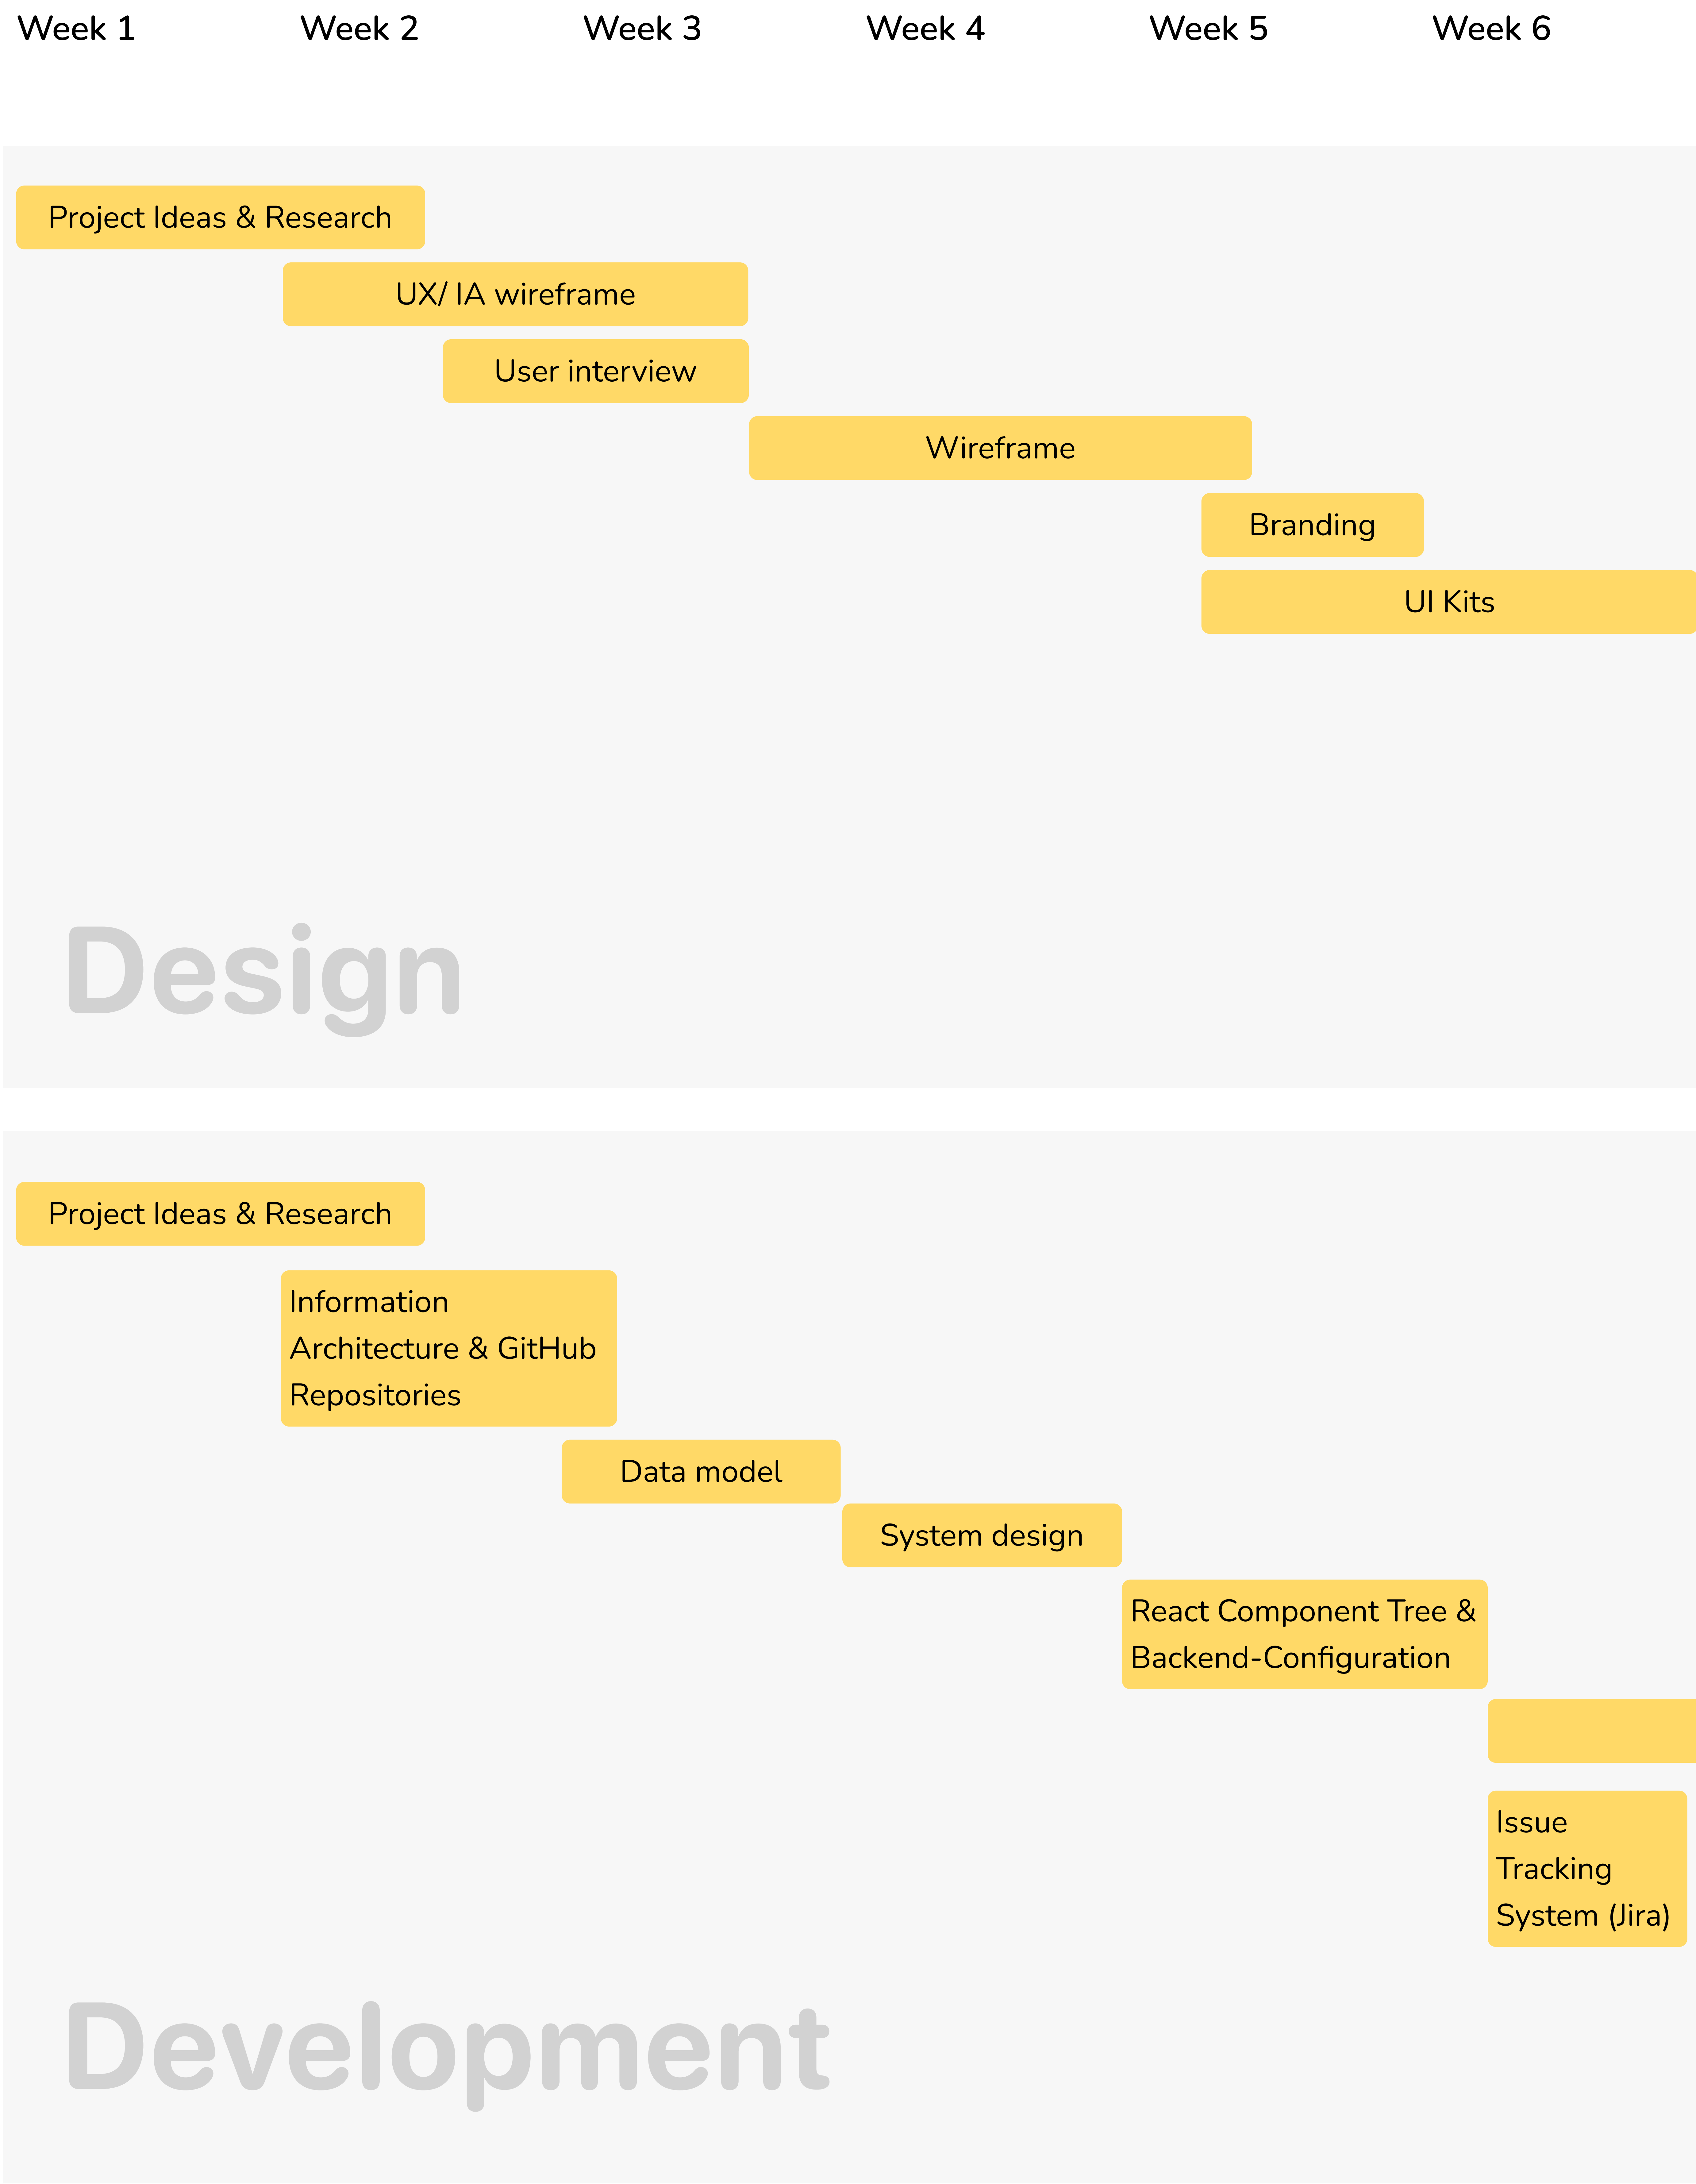 Week 1 Week 2 Week 3 Week 4 Week 5 Week 6
Project Ideas & Research
UX/ IA wireframe
User interview
Wireframe
Branding
UI Kits
Design
Project Ideas & Research
Information
Architecture & GitHub
Repositories
Data model
System design
React Component Tree &
Backend-Configuration
Issue
Tracking
System (Jira)
Development